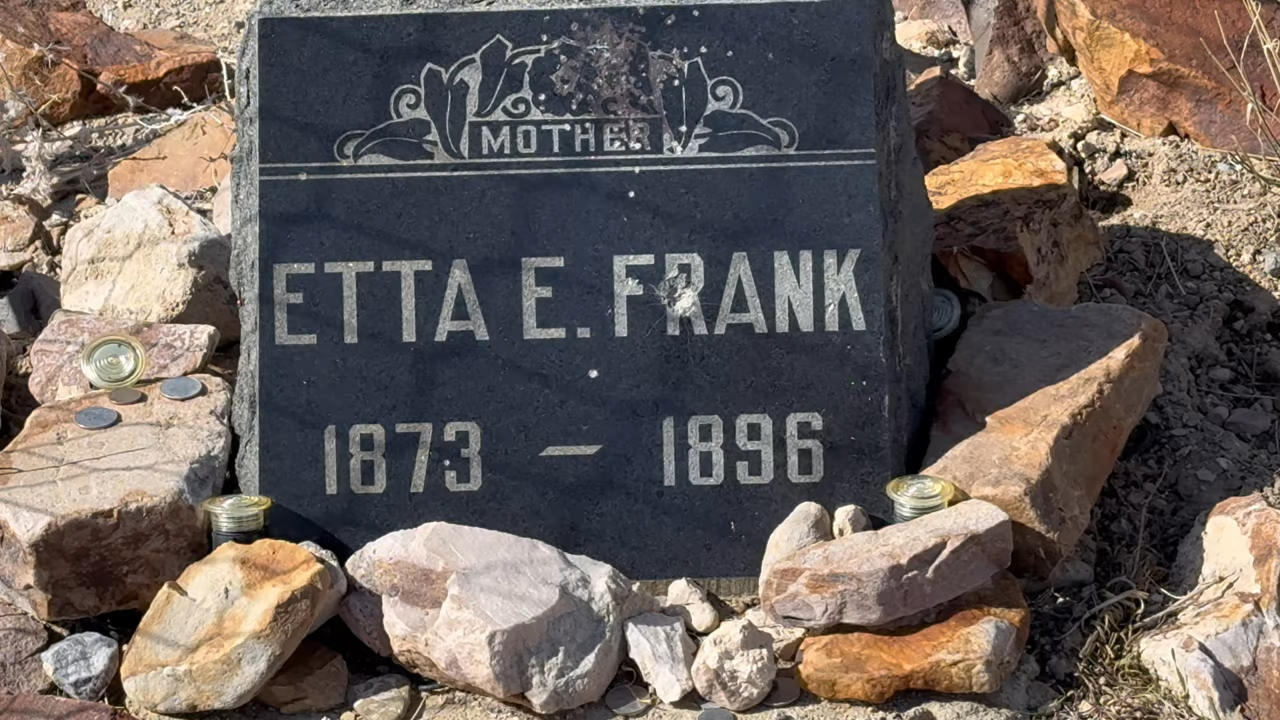 MOTHER
ETTA E. FRANK
1873 – 1896